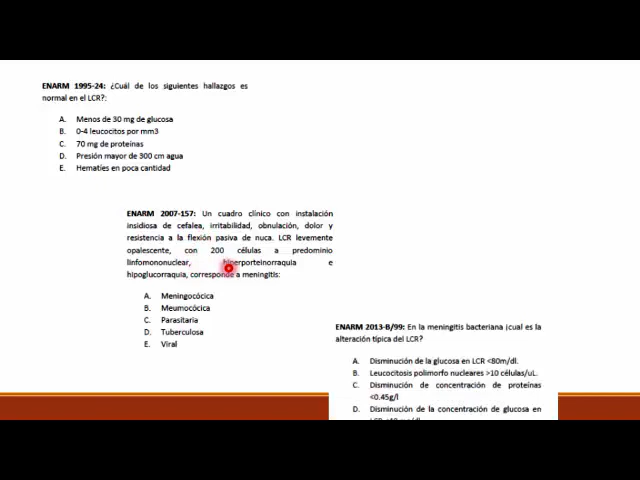 ENARM 1995-24: ¿Cuál de los siguientes hallazgos es
normal en el LCR?:
A. Menos de 30 mg de glucosa
B. 0-4 leucocitos por mm3
C. 70 mg de proteínas
D. Presión mayor de 300 cm agua
E. Hematíes en poca cantidad
ENARM 2007-157: Un cuadro clínico con instalación
insidiosa de cefalea, irritabilidad, obnulación, dolor y
resistencia a la flexión pasiva de nuca. LCR levemente
opalescente, con 200 células a predominio
linfomononuclear, hiperporteinorraquia e
hipoglucorraquia, corresponde a meningitis:
A. Meningocócica
B. Meumocócica
C. Parasitaria
D. Tuberculosa
E. Viral
ENARM 2013-B/99: En la meningitis bacteriana ¡cual es la
alteración típica del LCR?
A. Disminución de la glucosa en LCR <80m/dl.
B. Leucocitosis polimorfo nucleares >10 células/uL.
C. Disminución de concentración de proteínas
<0.45g/l
D. Disminución de la concentración de glucosa en